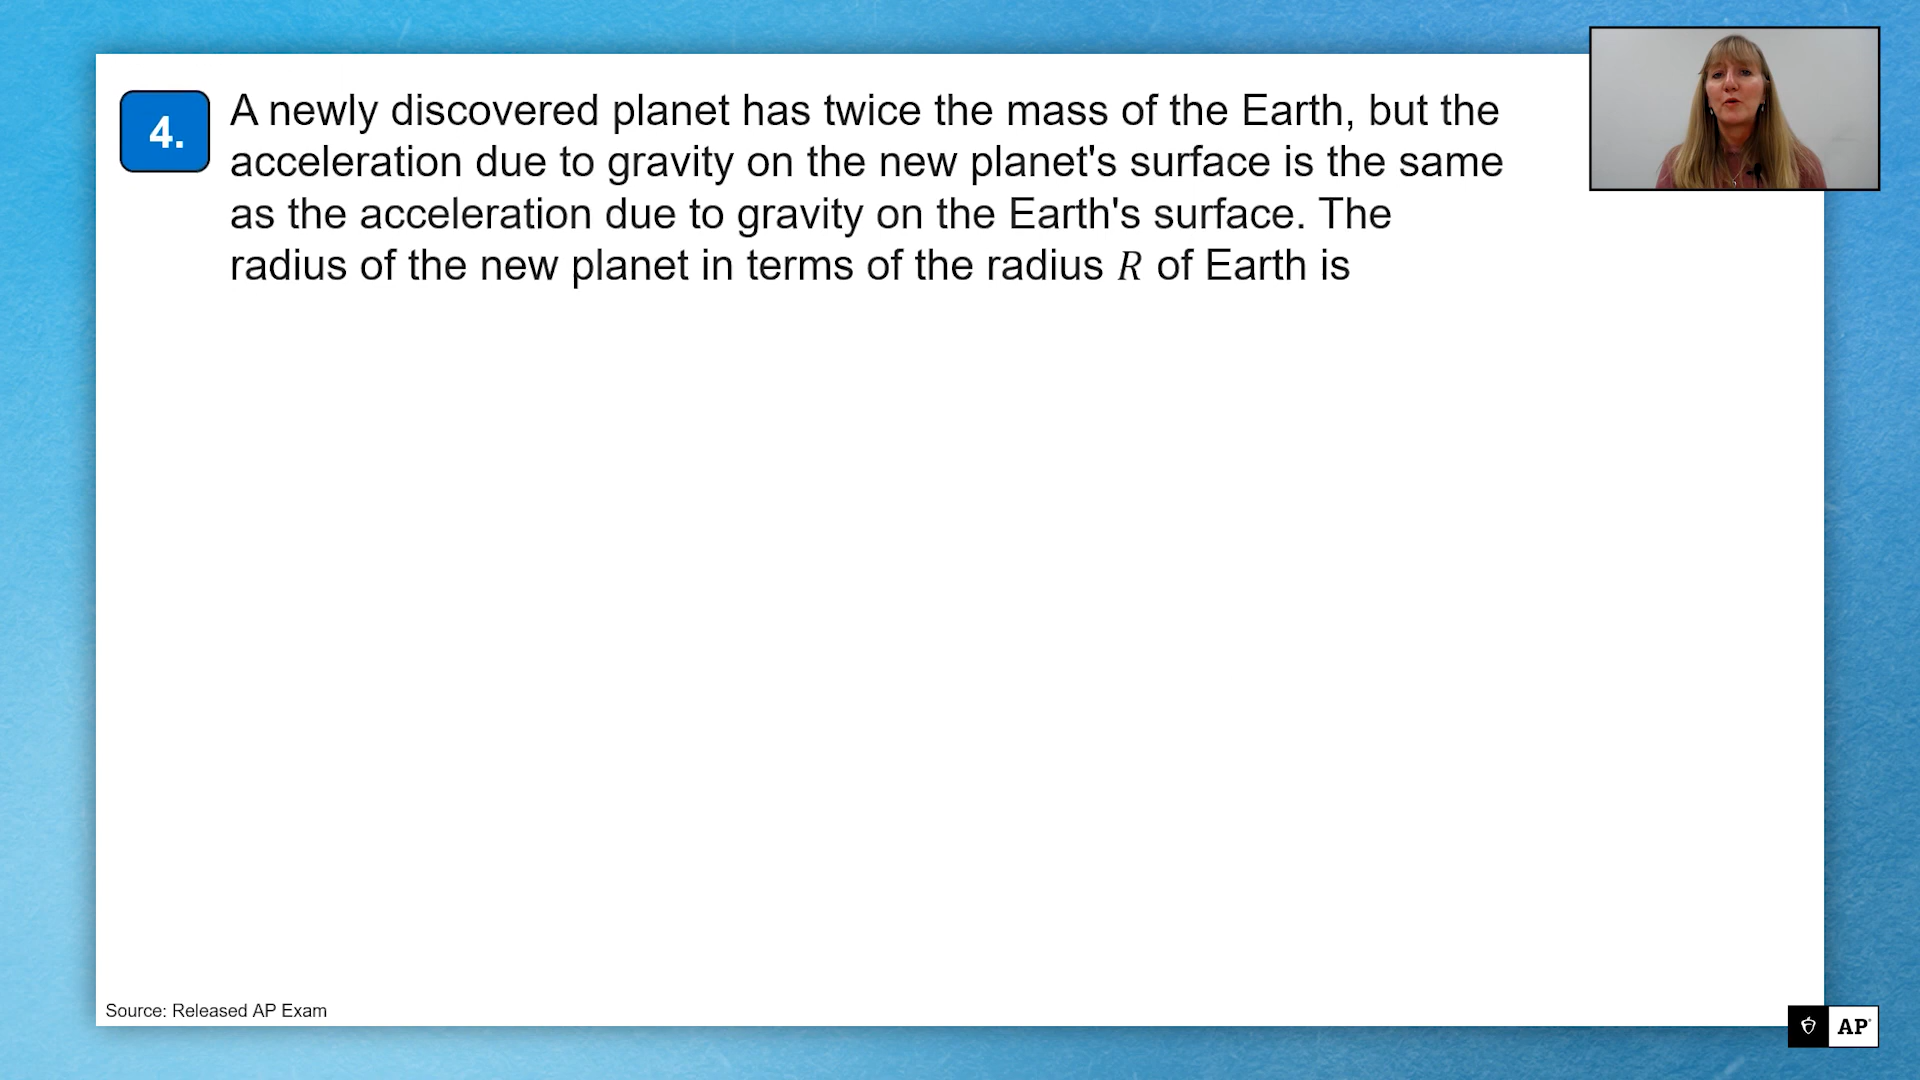 4.
A newly discovered planet has twice the mass of the Earth, but the
acceleration due to gravity on the new planet's surface is the same
as the acceleration due to gravity on the Earth's surface. The
radius of the new planet in terms of the radius R of Earth is
Source: Released AP Exam
AP